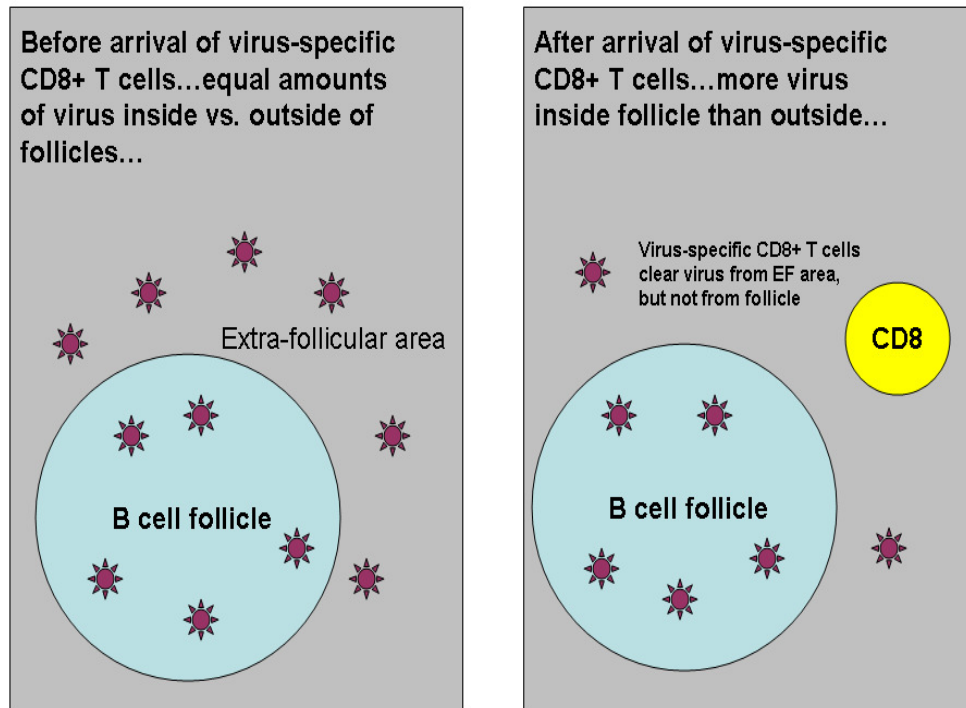 Before arrival of virus-specific
CD8+ T cells…equal amounts
of virus inside vs. outside of
follicles…
Extra-follicular area
B cell follicle
After arrival of virus-specific
CD8+ T cells…more virus
inside follicle than outside…
Virus-specific CD8+ T cells
clear virus from EF area,
but not from follicle
CD8
B cell follicle